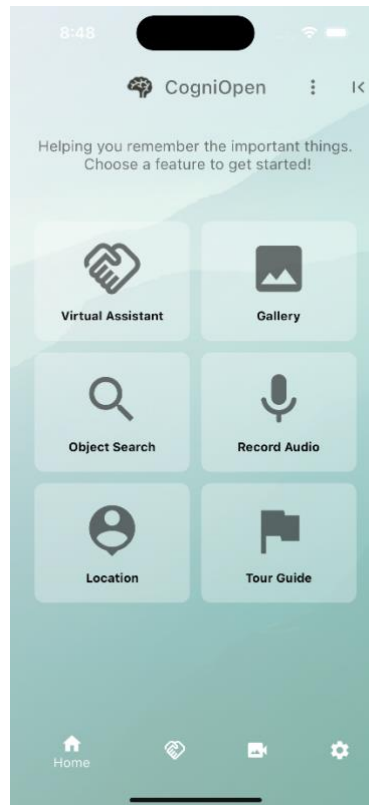 8:48
CogniOpen
Helping you remember the important things.
Choose a feature to get started!
Virtual Assistant
Gallery
Object Search
Record Audio
Location
Tour Guide
Home